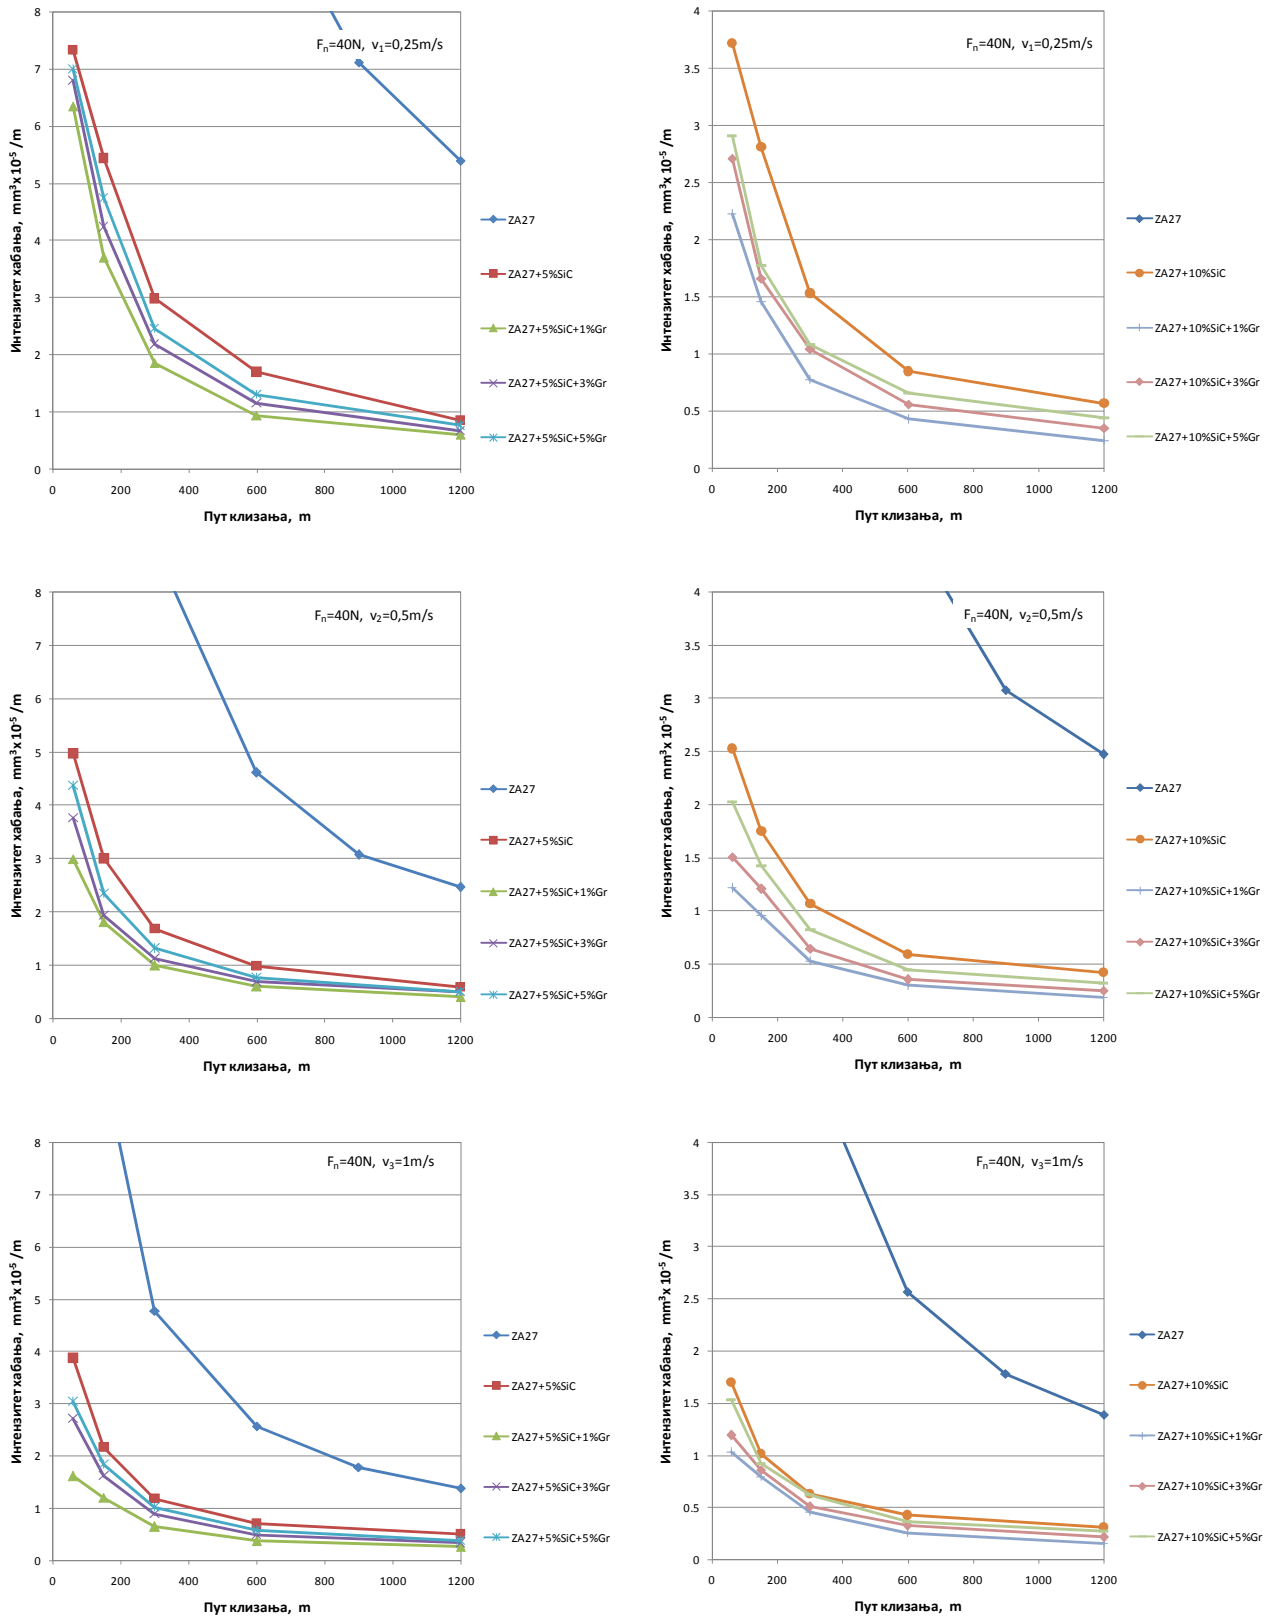 Fn=40N, v1=0,25m/s
Интензитет хабања, mm³x 10⁻⁵ /m
8
7
6
5
4
3
2
1
0
0 200 400 600 800 1000 1200
Пут клизања, m
ZA27
ZA27+5%SiC
ZA27+5%SiC+1%Gr
ZA27+5%SiC+3%Gr
ZA27+5%SiC+5%Gr
Fn=40N, v1=0,25m/s
Интензитет хабања, mm³x 10⁻⁵ /m
4
3.5
3
2.5
2
1.5
1
0.5
0
0 200 400 600 800 1000 1200
Пут клизања, m
ZA27
ZA27+10%SiC
ZA27+10%SiC+1%Gr
ZA27+10%SiC+3%Gr
ZA27+10%SiC+5%Gr
Fn=40N, v2=0,5m/s
Интензитет хабања, mm³x 10⁻⁵ /m
8
7
6
5
4
3
2
1
0
0 200 400 600 800 1000 1200
Пут клизања, m
ZA27
ZA27+5%SiC
ZA27+5%SiC+1%Gr
ZA27+5%SiC+3%Gr
ZA27+5%SiC+5%Gr
Fn=40N, v2=0,5m/s
Интензитет хабања, mm³x 10⁻⁵ /m
4
3.5
3
2.5
2
1.5
1
0.5
0
0 200 400 600 800 1000 1200
Пут клизања, m
ZA27
ZA27+10%SiC
ZA27+10%SiC+1%Gr
ZA27+10%SiC+3%Gr
ZA27+10%SiC+5%Gr
Fn=40N, v3=1m/s
Интензитет хабања, mm³x 10⁻⁵ /m
8
7
6
5
4
3
2
1
0
0 200 400 600 800 1000 1200
Пут клизања, m
ZA27
ZA27+5%SiC
ZA27+5%SiC+1%Gr
ZA27+5%SiC+3%Gr
ZA27+5%SiC+5%Gr
Fn=40N, v3=1m/s
Интензитет хабања, mm³x 10⁻⁵ /m
4
3.5
3
2.5
2
1.5
1
0.5
0
0 200 400 600 800 1000 1200
Пут клизања, m
ZA27
ZA27+10%SiC
ZA27+10%SiC+1%Gr
ZA27+10%SiC+3%Gr
ZA27+10%SiC+5%Gr